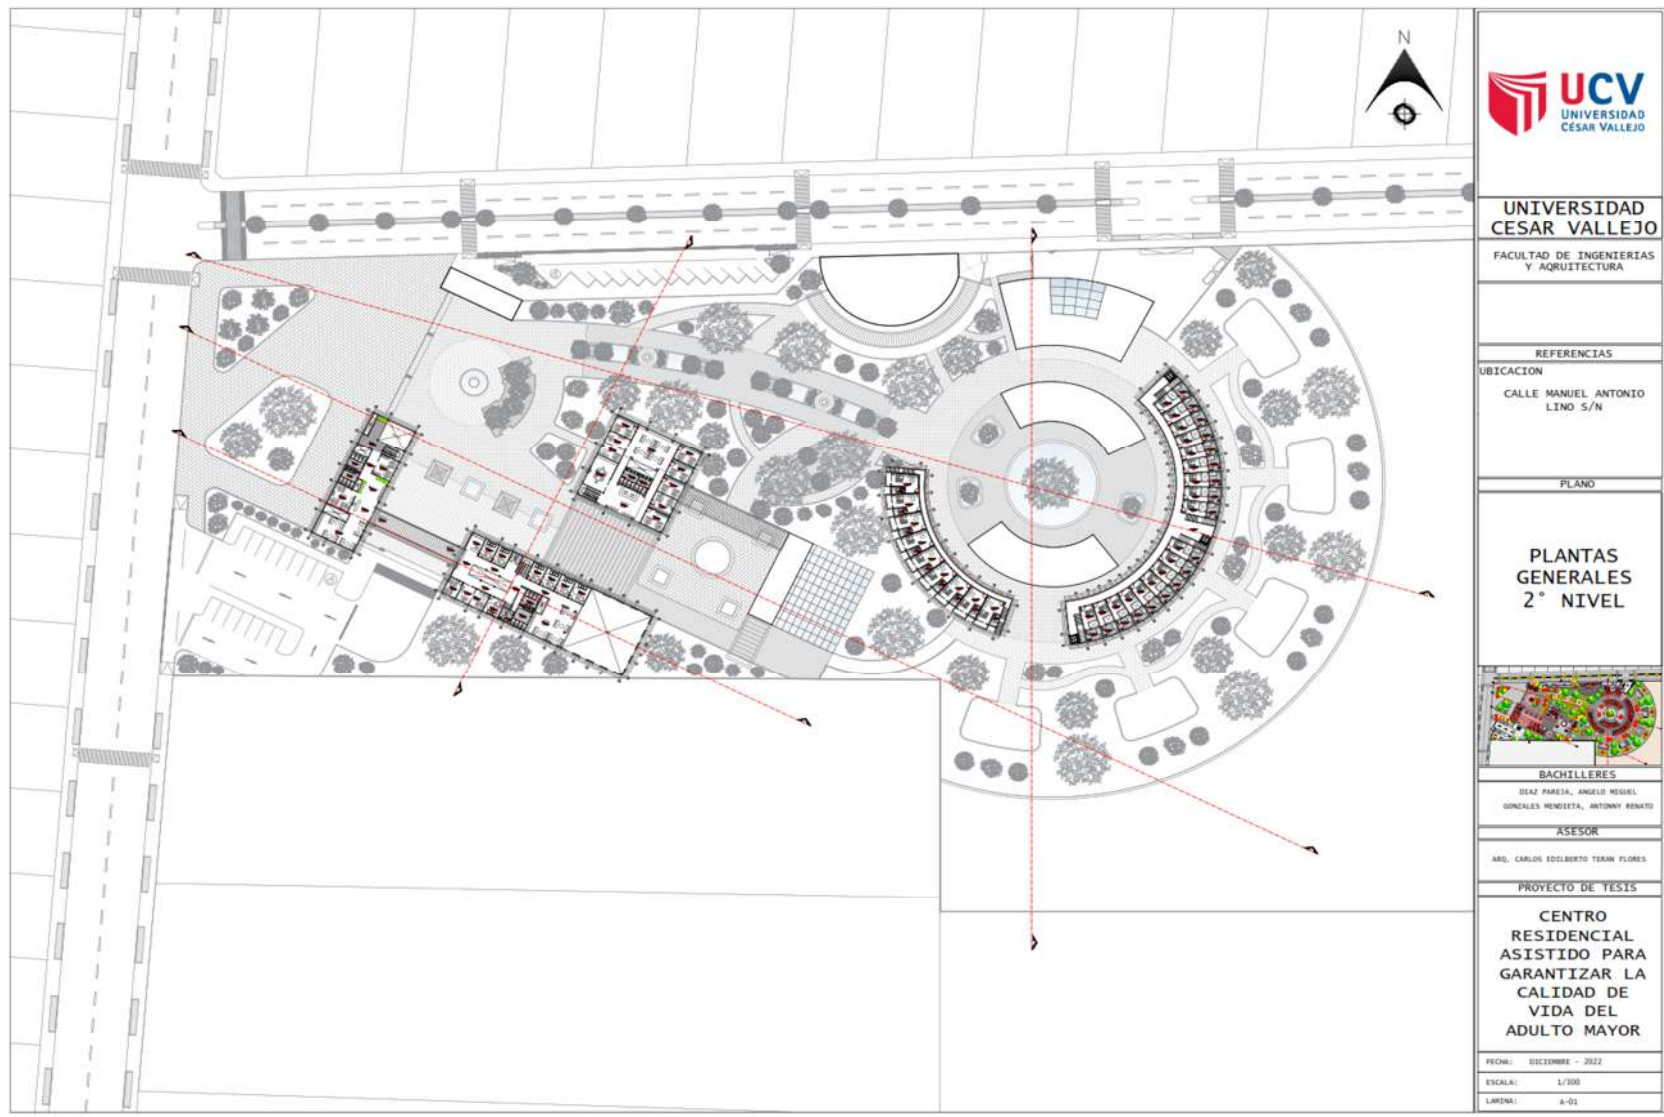 N
UCV
UNIVERSIDAD
CÉSAR VALLEJO
UNIVERSIDAD
CESAR VALLEJO
FACULTAD DE INGENIERIAS
Y AQRUITECTURA
REFERENCIAS
UBICACION
CALLE MANUEL ANTONIO
LINO S/N
PLANO
PLANTAS
GENERALES
2° NIVEL
BACHILLERES
DIAZ PAREJA, ANGELO MIGUEL
GONZALES MENDIETA, ANTONNY RENATO
ASESOR
ARQ. CARLOS EDILBERTO TERAN FLORES
PROYECTO DE TESIS
CENTRO
RESIDENCIAL
ASISTIDO PARA
GARANTIZAR LA
CALIDAD DE
VIDA DEL
ADULTO MAYOR
FECHA: DICIEMBRE - 2022
ESCALA: 1/300
LAMINA: A-01